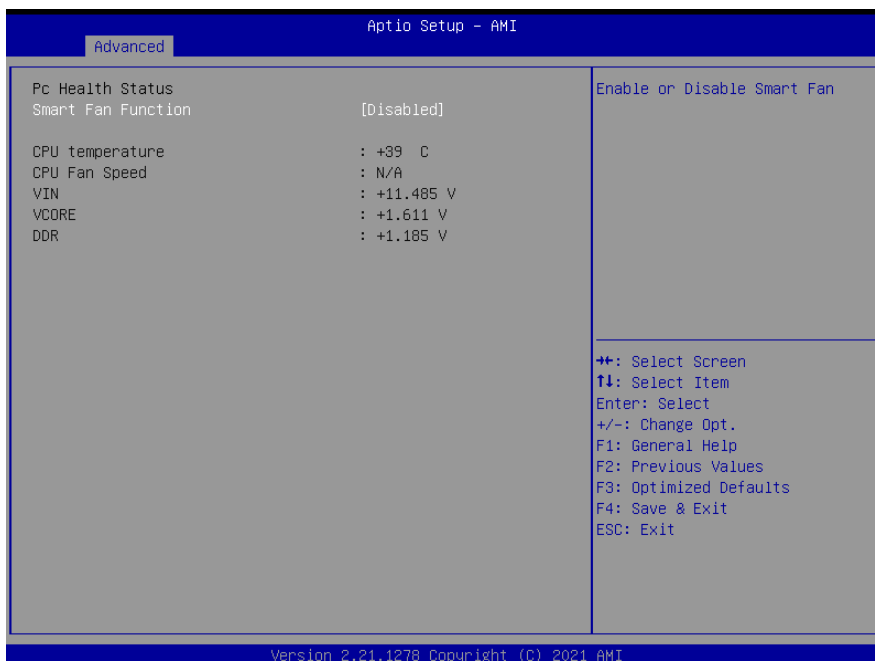 Aptio Setup – AMI
Advanced
Pc Health Status
Smart Fan Function [Disabled]
CPU temperature : +39 C
CPU Fan Speed : N/A
VIN : +11.485 V
VCORE : +1.611 V
DDR : +1.185 V
Enable or Disable Smart Fan
→←: Select Screen
↑↓: Select Item
Enter: Select
+/-: Change Opt.
F1: General Help
F2: Previous Values
F3: Optimized Defaults
F4: Save & Exit
ESC: Exit
Version 2.21.1278 Copyright (C) 2021 AMI